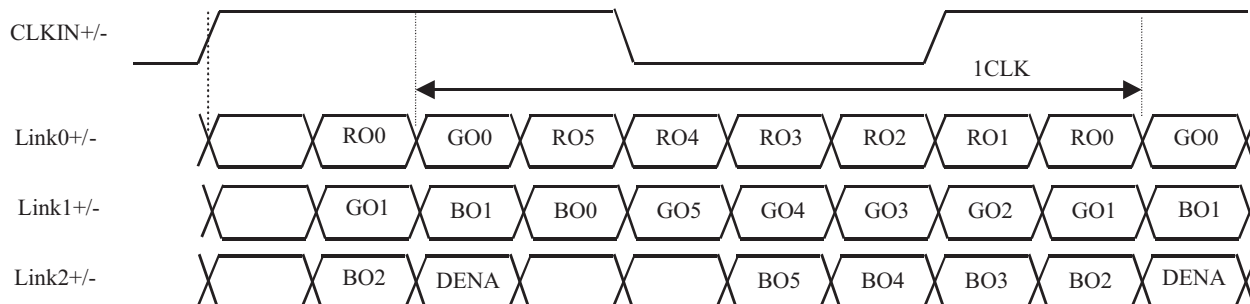 CLKIN+/-
1CLK
Link0+/- RO0 GO0 RO5 RO4 RO3 RO2 RO1 RO0 GO0
Link1+/- GO1 BO1 BO0 GO5 GO4 GO3 GO2 GO1 BO1
Link2+/- BO2 DENA BO5 BO4 BO3 BO2 DENA